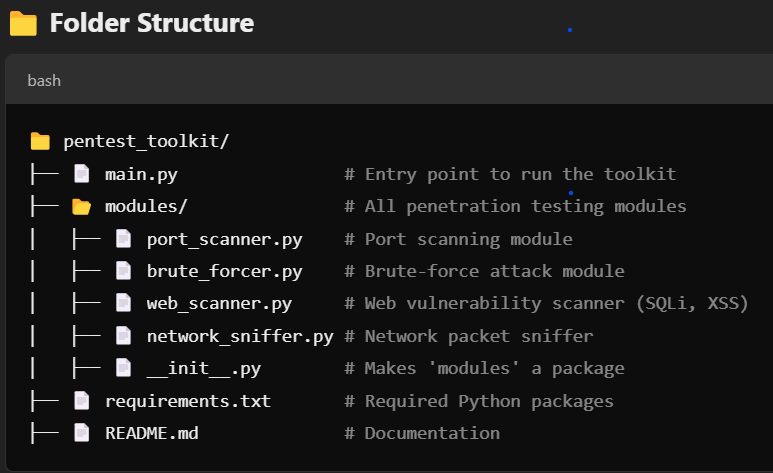 Folder Structure
bash
pentest_toolkit/
├── main.py # Entry point to run the toolkit
├── modules/ # All penetration testing modules
│ ├── port_scanner.py # Port scanning module
│ ├── brute_forcer.py # Brute-force attack module
│ ├── web_scanner.py # Web vulnerability scanner (SQLi, XSS)
│ ├── network_sniffer.py # Network packet sniffer
│ ├── __init__.py # Makes 'modules' a package
├── requirements.txt # Required Python packages
├── README.md # Documentation